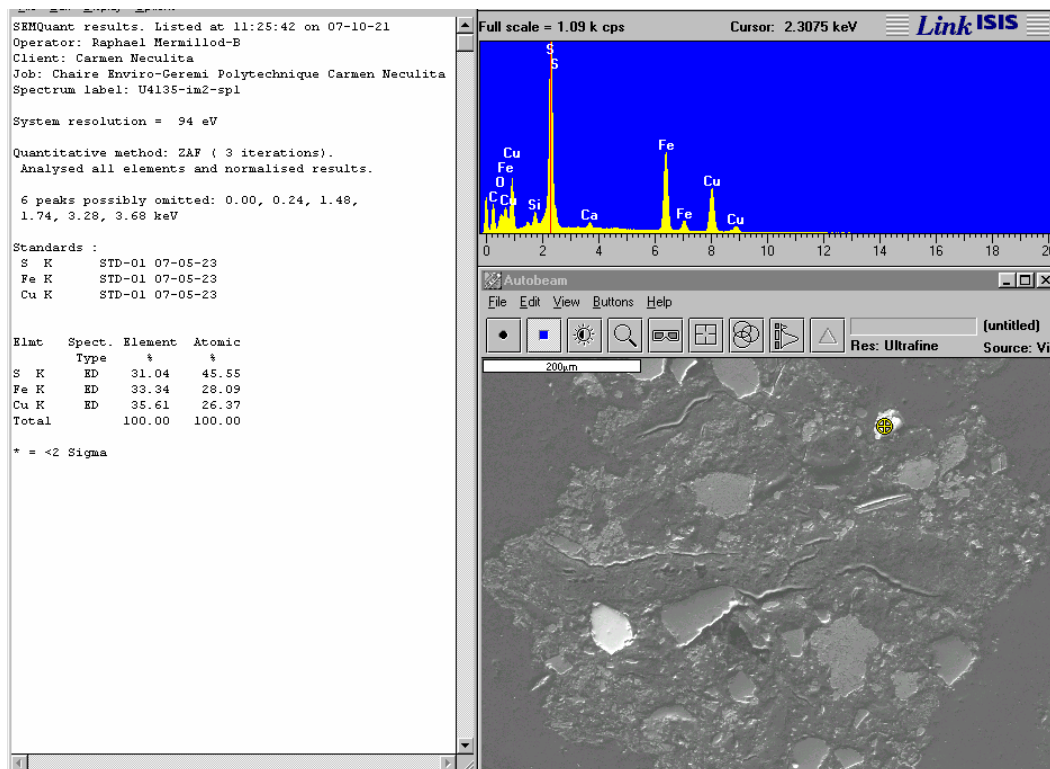 SEMQuant results. Listed at 11:25:42 on 07-10-21
Operator: Raphael Mermillod-B
Client: Carmen Neculita
Job: Chaire Enviro-Geremi Polytechnique Carmen Neculita
Spectrum label: U4135-im2-sp1
System resolution = 94 eV
Quantitative method: ZAF ( 3 iterations).
Analysed all elements and normalised results.
6 peaks possibly omitted: 0.00, 0.24, 1.48,
1.74, 3.28, 3.68 keV
Standards :
S K STD-01 07-05-23
Fe K STD-01 07-05-23
Cu K STD-01 07-05-23
Elmt Spect. Element Atomic
Type % %
S K ED 31.04 45.55
Fe K ED 33.34 28.09
Cu K ED 35.61 26.37
Total 100.00 100.00
* = <2 Sigma
Full scale = 1.09 k cps Cursor: 2.3075 keV Link ISIS
S
S
Cu
Fe
O
C
Si
Ca
Fe
Fe
Cu
Cu
0 2 4 6 8 10 12 14 16 18 20
Autobeam
File Edit View Buttons Help
(untitled)
Res: Ultrafine Source: Vi
200µm